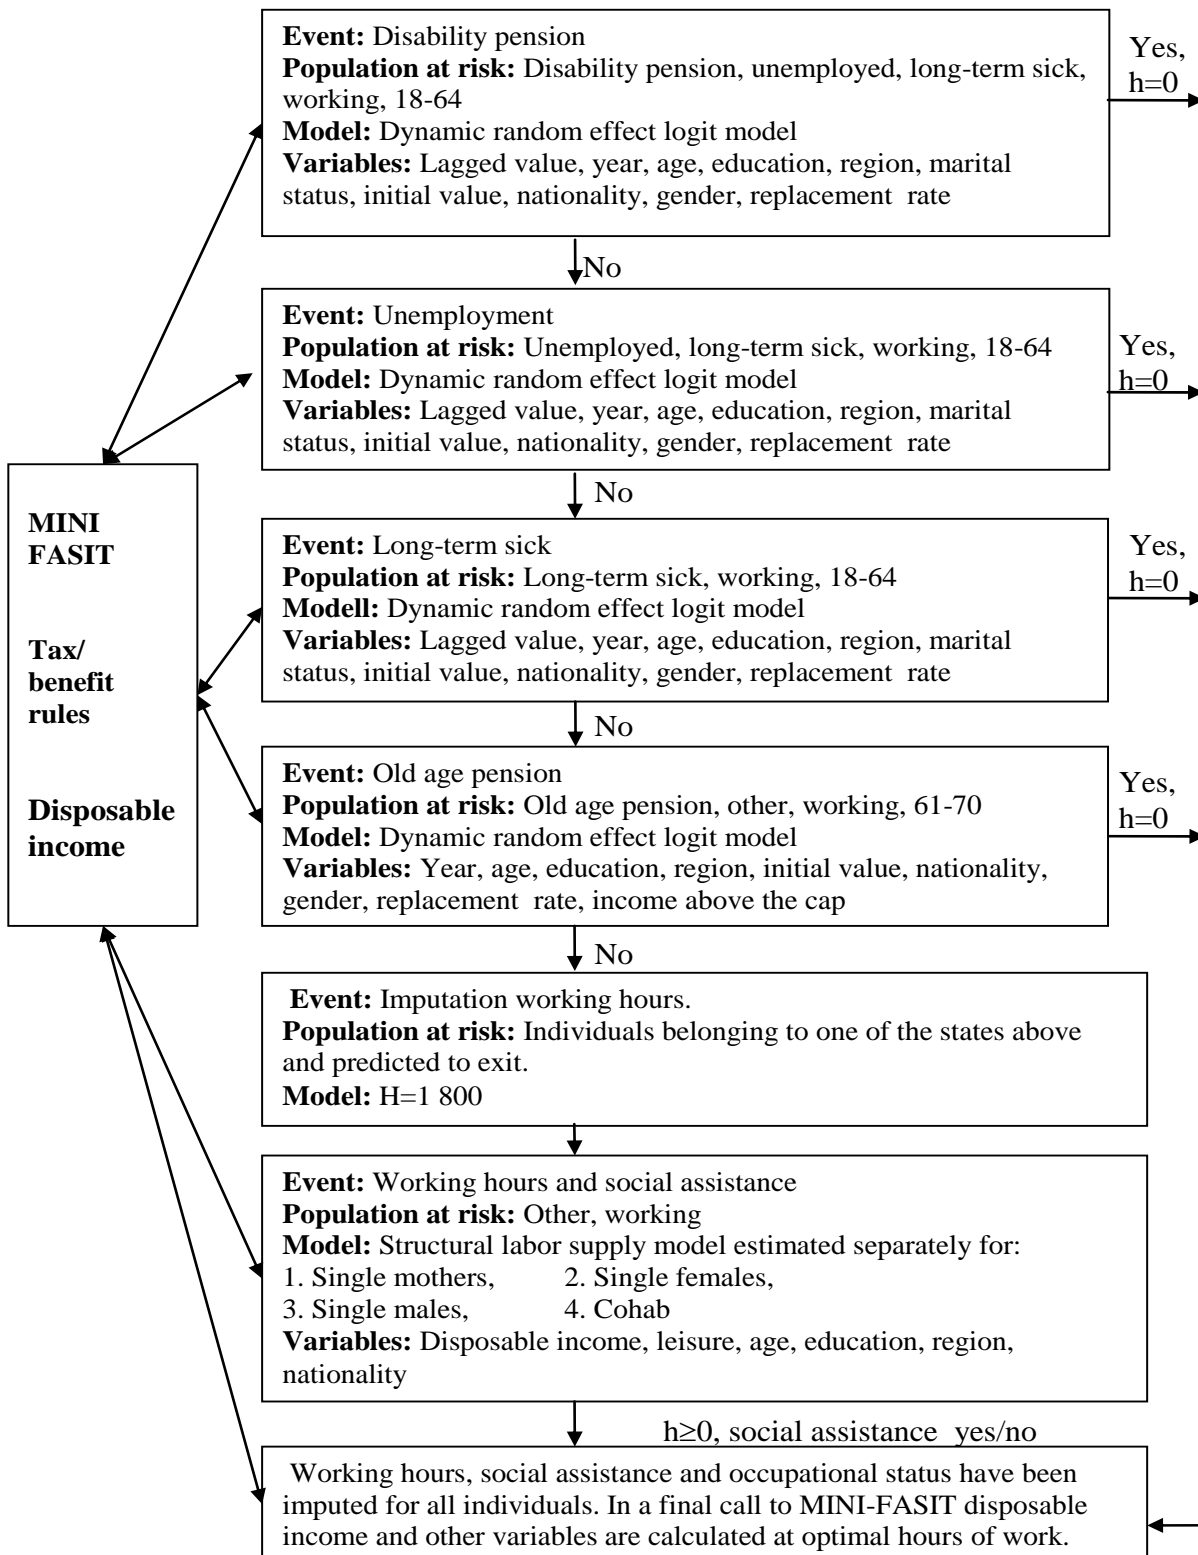 Event: Disability pension
Population at risk: Disability pension, unemployed, long-term sick,
working, 18-64
Model: Dynamic random effect logit model
Variables: Lagged value, year, age, education, region, marital
status, initial value, nationality, gender, replacement rate
Yes,
h=0
No
Event: Unemployment
Population at risk: Unemployed, long-term sick, working, 18-64
Model: Dynamic random effect logit model
Variables: Lagged value, year, age, education, region, marital
status, initial value, nationality, gender, replacement rate
Yes,
h=0
No
MINI
FASIT
Tax/
benefit
rules
Disposable
income
Event: Long-term sick
Population at risk: Long-term sick, working, 18-64
Modell: Dynamic random effect logit model
Variables: Lagged value, year, age, education, region, marital
status, initial value, nationality, gender, replacement rate
Yes,
h=0
No
Event: Old age pension
Population at risk: Old age pension, other, working, 61-70
Model: Dynamic random effect logit model
Variables: Year, age, education, region, initial value, nationality,
gender, replacement rate, income above the cap
Yes,
h=0
No
Event: Imputation working hours.
Population at risk: Individuals belonging to one of the states above
and predicted to exit.
Model: H=1 800
Event: Working hours and social assistance
Population at risk: Other, working
Model: Structural labor supply model estimated separately for:
1. Single mothers, 2. Single females,
3. Single males, 4. Cohab
Variables: Disposable income, leisure, age, education, region,
nationality
h≥0, social assistance yes/no
Working hours, social assistance and occupational status have been
imputed for all individuals. In a final call to MINI-FASIT disposable
income and other variables are calculated at optimal hours of work.